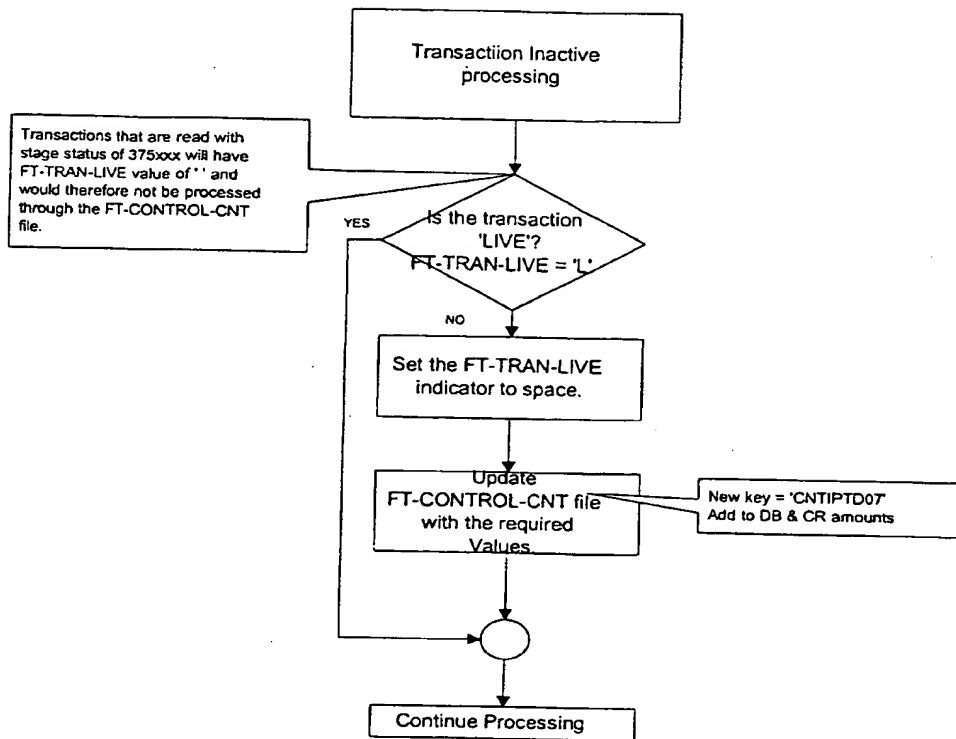 Transactiion Inactive
processing
Transactions that are read with
stage status of 375xxx will have
FT-TRAN-LIVE value of ' ' and
would therefore not be processed
through the FT-CONTROL-CNT
file.
YES
Is the transaction
'LIVE'?
FT-TRAN-LIVE = 'L'
NO
Set the FT-TRAN-LIVE
indicator to space.
Update
FT-CONTROL-CNT file
with the required
Values
New key = 'CNTIPTD07'
Add to DB & CR amounts
Continue Processing